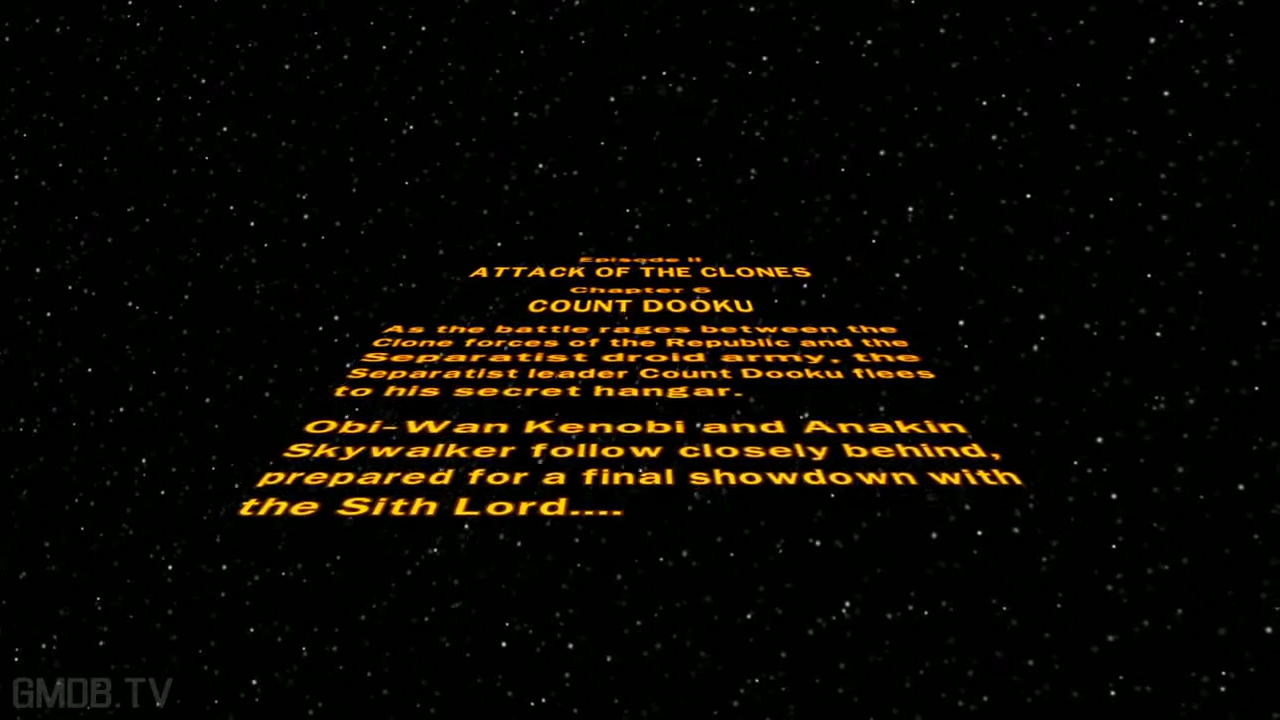 Episode II
ATTACK OF THE CLONES
Chapter 6
COUNT DOOKU
As the battle rages between the
Clone forces of the Republic and the
Separatist droid army, the
Separatist leader Count Dooku flees
to his secret hangar.
Obi-Wan Kenobi and Anakin
Skywalker follow closely behind,
prepared for a final showdown with
the Sith Lord....
GMDB.TV